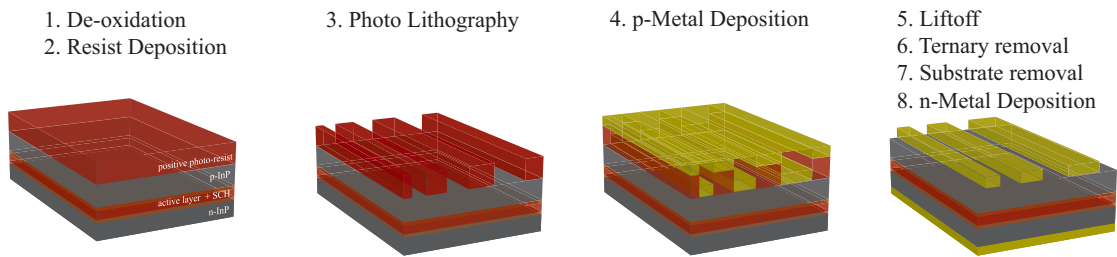 1. De-oxidation
2. Resist Deposition
3. Photo Lithography
4. p-Metal Deposition
5. Liftoff
6. Ternary removal
7. Substrate removal
8. n-Metal Deposition
positive photo-resist
p-InP
active layer + SCH
n-InP